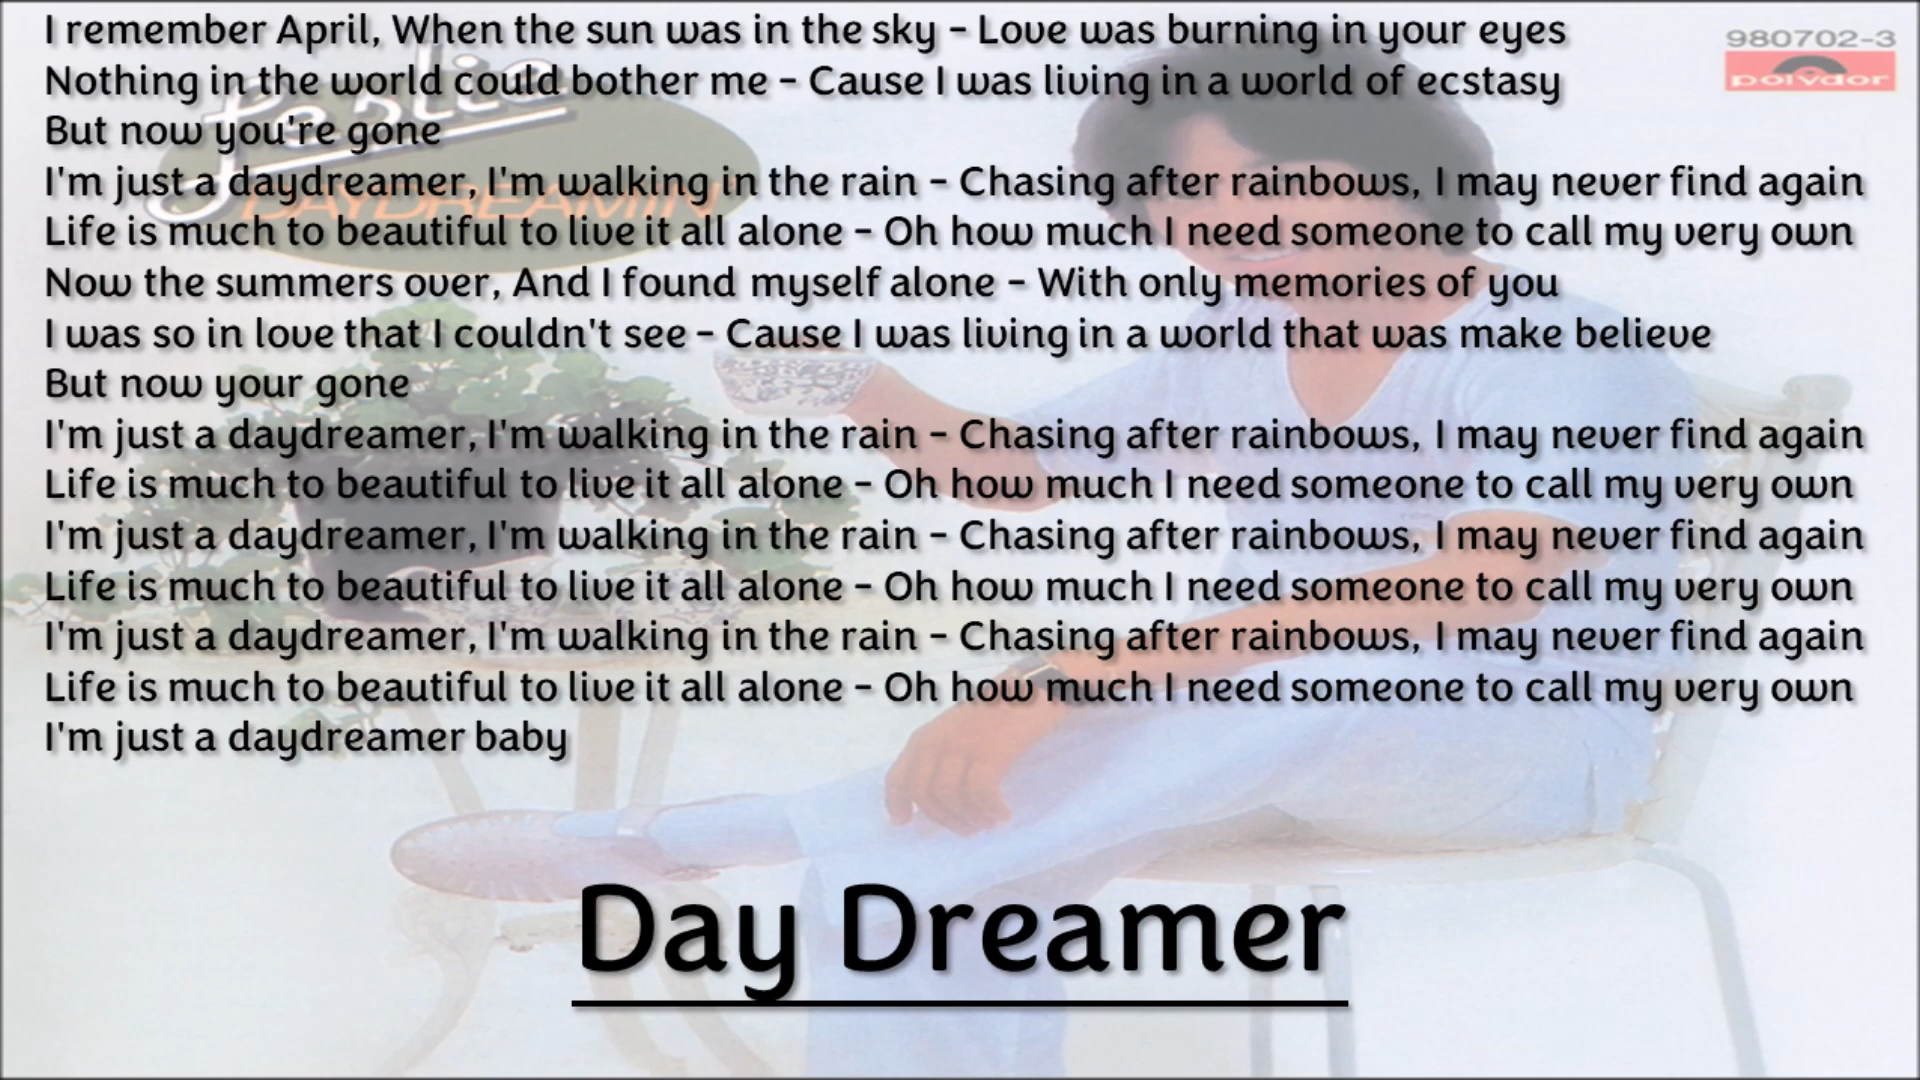 I remember April, When the sun was in the sky - Love was burning in your eyes
Nothing in the world could bother me - Cause I was living in a world of ecstasy
But now you're gone
I'm just a daydreamer, I'm walking in the rain - Chasing after rainbows, I may never find again
Life is much to beautiful to live it all alone - Oh how much I need someone to call my very own
Now the summers over, And I found myself alone - With only memories of you
I was so in love that I couldn't see - Cause I was living in a world that was make believe
But now your gone
I'm just a daydreamer, I'm walking in the rain - Chasing after rainbows, I may never find again
Life is much to beautiful to live it all alone - Oh how much I need someone to call my very own
I'm just a daydreamer, I'm walking in the rain - Chasing after rainbows, I may never find again
Life is much to beautiful to live it all alone - Oh how much I need someone to call my very own
I'm just a daydreamer, I'm walking in the rain - Chasing after rainbows, I may never find again
Life is much to beautiful to live it all alone - Oh how much I need someone to call my very own
I'm just a daydreamer baby
Day Dreamer
980702-3
polydor
Leslie
DAYDREAMIN'